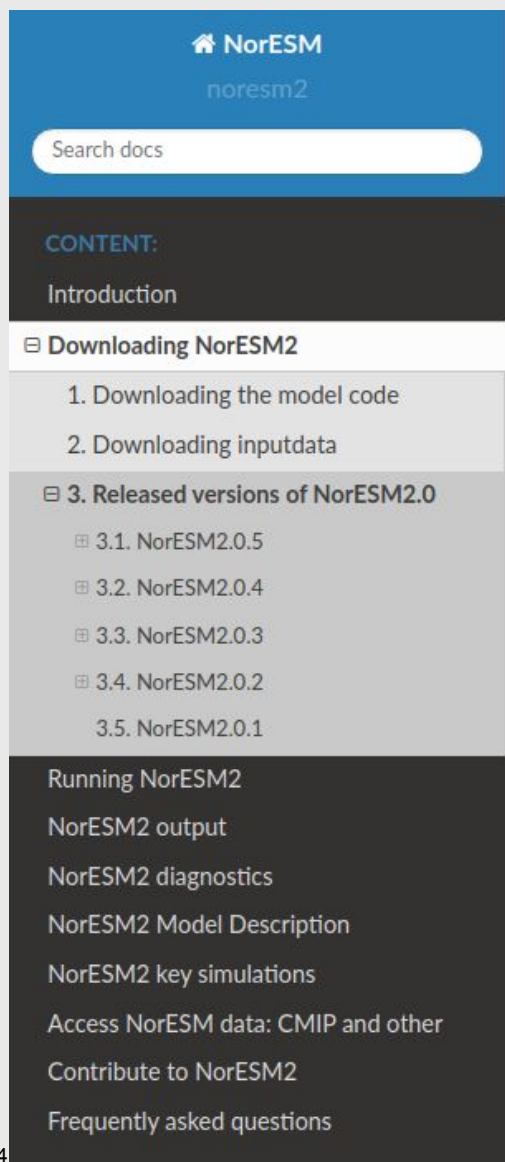 NorESM
noresm2
Search docs
CONTENT:
Introduction
Downloading NorESM2
1. Downloading the model code
2. Downloading inputdata
3. Released versions of NorESM2.0
3.1. NorESM2.0.5
3.2. NorESM2.0.4
3.3. NorESM2.0.3
3.4. NorESM2.0.2
3.5. NorESM2.0.1
Running NorESM2
NorESM2 output
NorESM2 diagnostics
NorESM2 Model Description
NorESM2 key simulations
Access NorESM data: CMIP and other
Contribute to NorESM2
Frequently asked questions
4